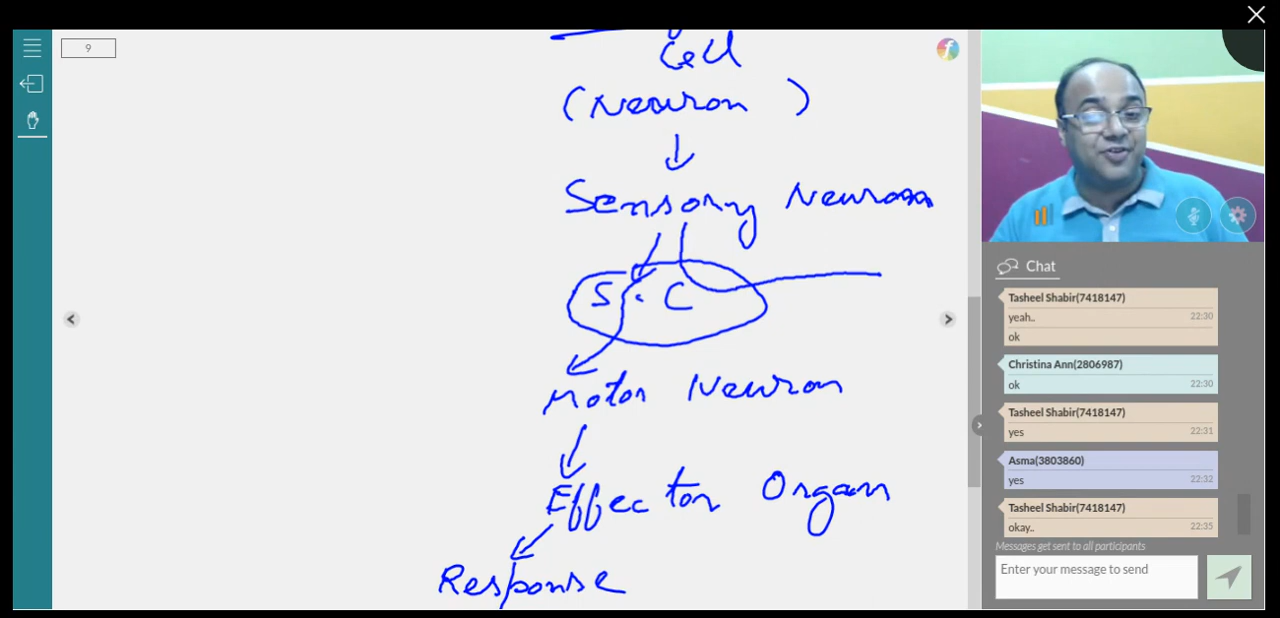 9
Cell
(Neuron)
Sensory Neuron
S.C
Motor Neuron
Effector Organ
Response
Chat
Tasheel Shabir(7418147)
yeah.. 22:30
ok
Christina Ann(2806987)
ok 22:30
Tasheel Shabir(7418147)
yes 22:31
Asma(3803860)
yes 22:32
Tasheel Shabir(7418147)
okay.. 22:35
Messages get sent to all participants
Enter your message to send